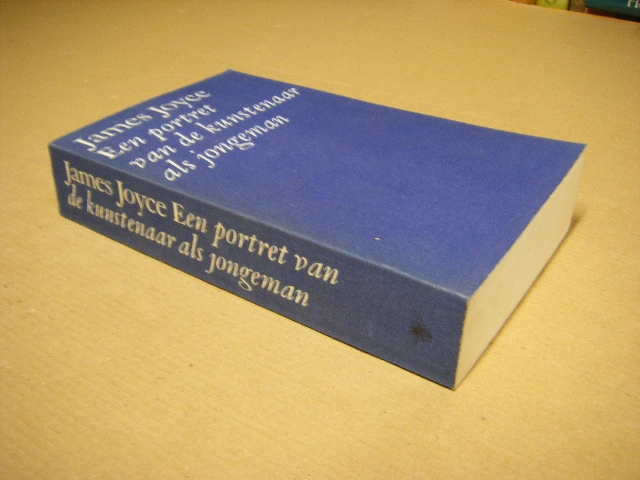 James Joyce
Een portret
van de kunstenaar
als jongeman
James Joyce Een portret van
de kunstenaar als jongeman